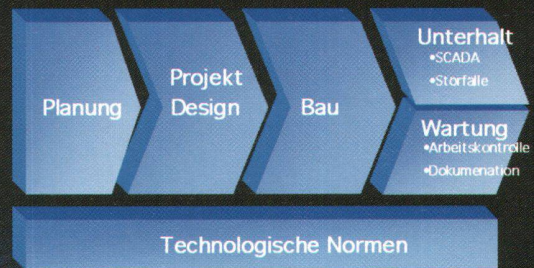 Planung
Projekt
Design
Bau
Unterhalt
•SCADA
•Storfalle
Wartung
•Arbeitskontrolle
•Dokumenation
Technologische Normen